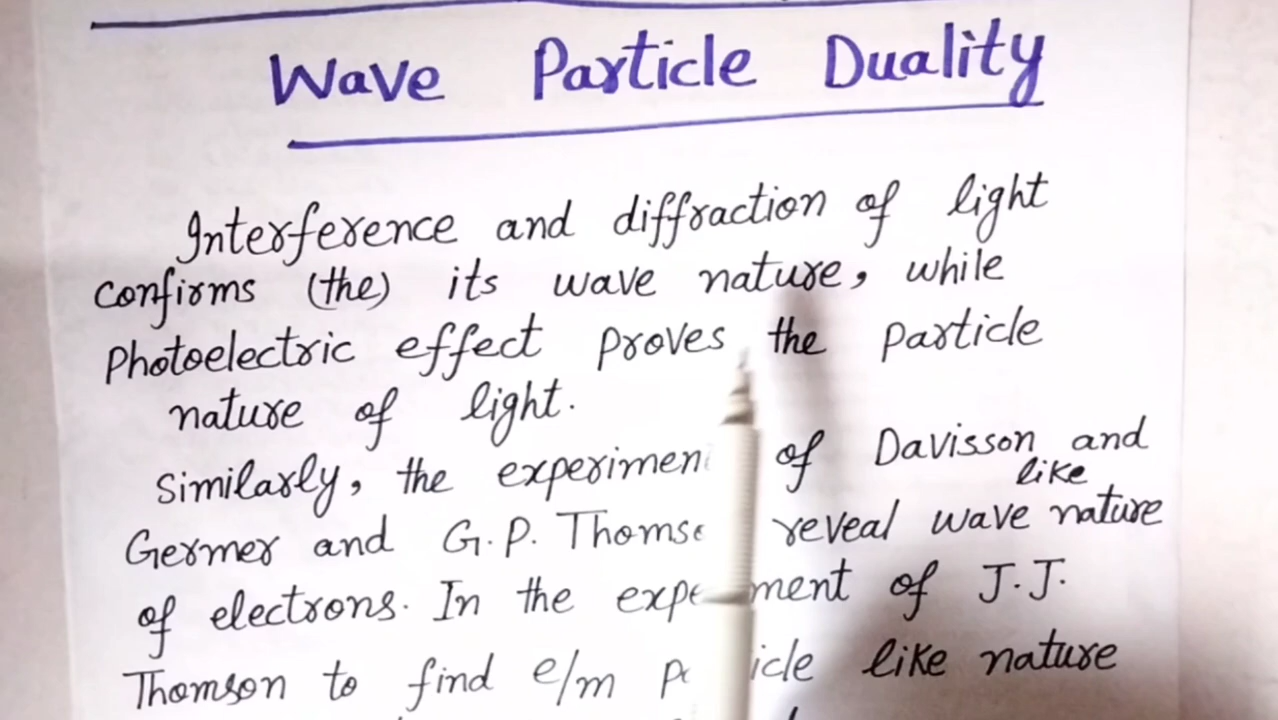 Wave Particle Duality
Interference and diffraction of light
confirms (the) its wave nature, while
Photoelectric effect proves the particle
nature of light.
Similarly, the experimen of Davisson and
like
Germer and G.P. Thoms reveal wave nature
of electrons. In the expe ment of J.J.
Thomson to find e/m p icle like nature